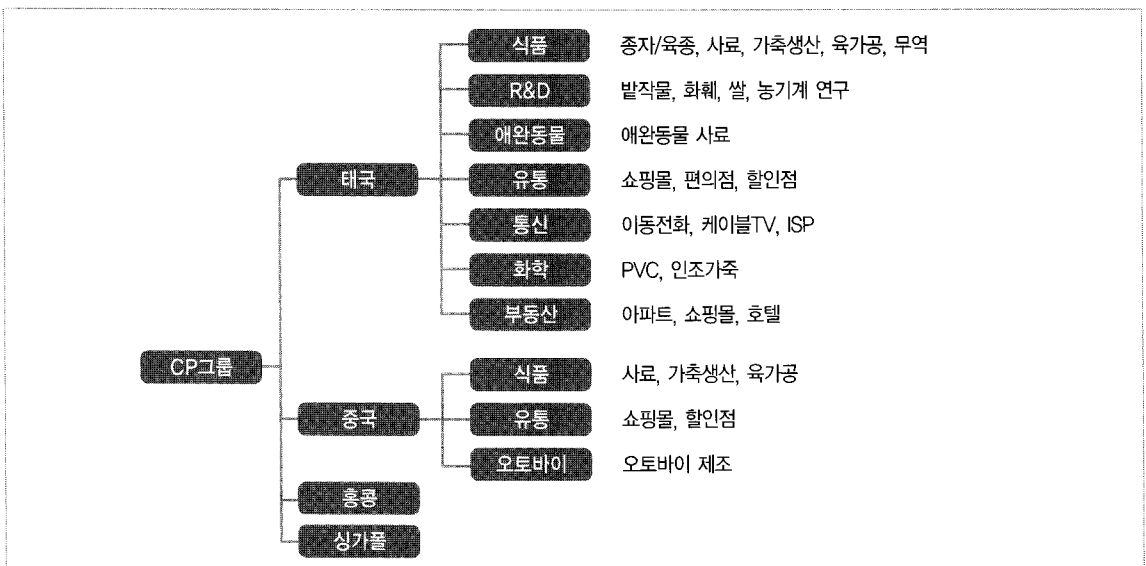 식품 종자/육종, 사료, 가축생산, 육가공, 무역
R&D 밭작물, 화훼, 쌀, 농기계 연구
애완동물 애완동물 사료
태국
유통 쇼핑몰, 편의점, 할인점
통신 이동전화, 케이블TV, ISP
화학 PVC, 인조가죽
부동산 아파트, 쇼핑몰, 호텔
CP그룹
식품 사료, 가축생산, 육가공
중국
유통 쇼핑몰, 할인점
오토바이 오토바이 제조
홍콩
싱가폴